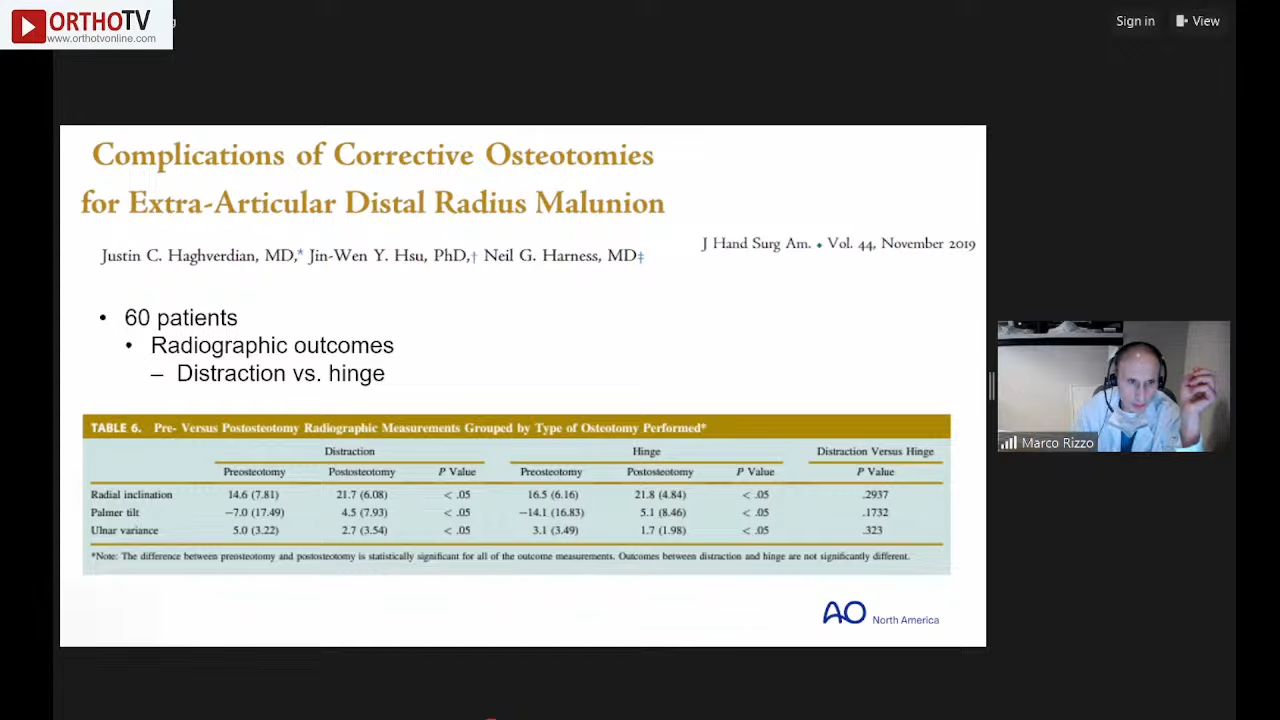 ORTHOTV
www.orthotvonline.com
Sign in
View
Complications of Corrective Osteotomies
for Extra-Articular Distal Radius Malunion
J Hand Surg Am. ♦ Vol. 44, November 2019
Justin C. Haghverdian, MD,* Jin-Wen Y. Hsu, PhD,† Neil G. Harness, MD‡
• 60 patients
• Radiographic outcomes
– Distraction vs. hinge
TABLE 6. Pre- Versus Postosteotomy Radiographic Measurements Grouped by Type of Osteotomy Performed*
Distraction Hinge Distraction Versus Hinge
Preosteotomy Postosteotomy P Value Preosteotomy Postosteotomy P Value P Value
Radial inclination 14.6 (7.81) 21.7 (6.08) < .05 16.5 (6.16) 21.8 (4.84) < .05 .2937
Palmer tilt −7.0 (17.49) 4.5 (7.93) < .05 −14.1 (16.83) 5.1 (8.46) < .05 .1732
Ulnar variance 5.0 (3.22) 2.7 (3.54) < .05 3.1 (3.49) 1.7 (1.98) < .05 .323
*Note: The difference between preosteotomy and postosteotomy is statistically significant for all of the outcome measurements. Outcomes between distraction and hinge are not significantly different.
Marco Rizzo
AO North America